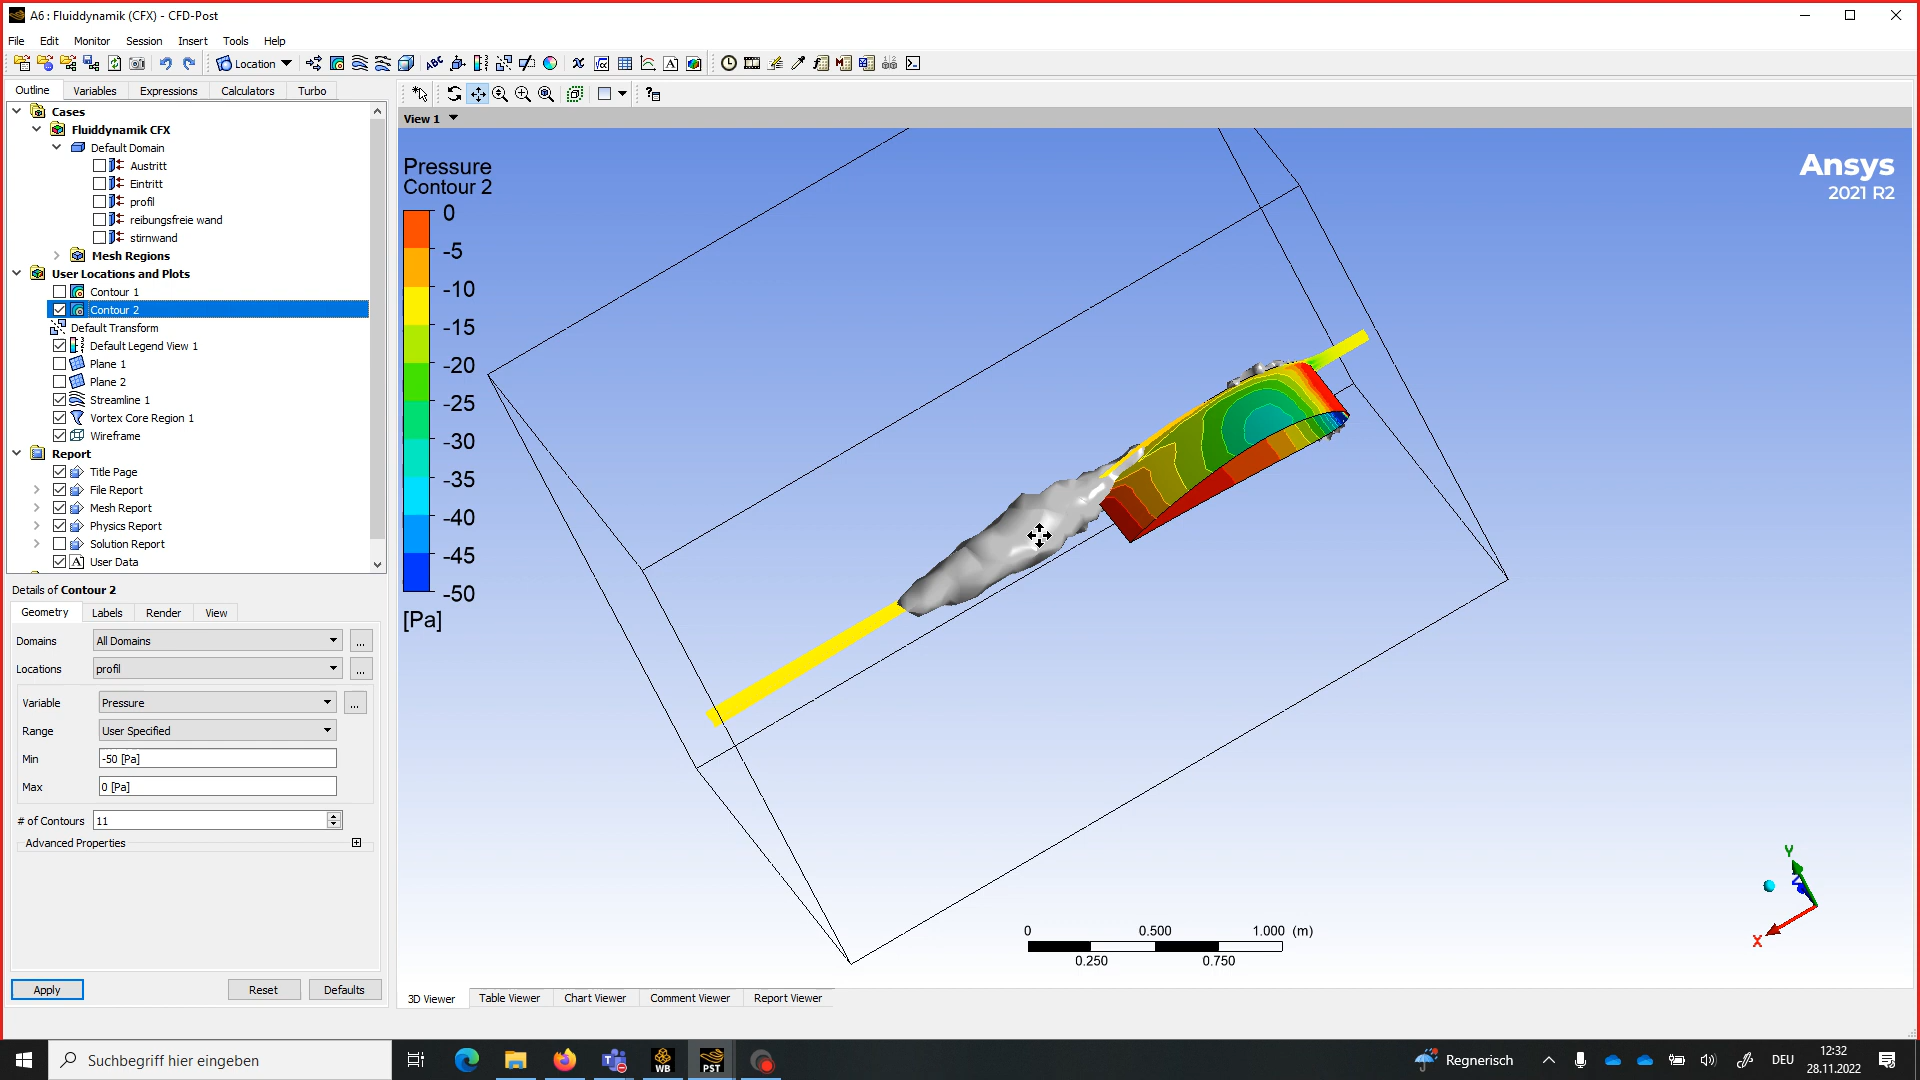 A6 : Fluiddynamik (CFX) - CFD-Post
File Edit Monitor Session Insert Tools Help
Location
Outline Variables Expressions Calculators Turbo
Cases
Fluiddynamik CFX
Default Domain
Austritt
Eintritt
profil
reibungsfreie wand
stirnwand
Mesh Regions
User Locations and Plots
Contour 1
Contour 2
Default Transform
Default Legend View 1
Plane 1
Plane 2
Streamline 1
Vortex Core Region 1
Wireframe
Report
Title Page
File Report
Mesh Report
Physics Report
Solution Report
User Data
Details of Contour 2
Geometry Labels Render View
Domains All Domains ...
Locations profil ...
Variable Pressure ...
Range User Specified
Min -50 [Pa]
Max 0 [Pa]
# of Contours 11
Advanced Properties
Apply Reset Defaults
View 1
Pressure
Contour 2
0
-5
-10
-15
-20
-25
-30
-35
-40
-45
-50
[Pa]
Ansys
2021 R2
0 0.500 1.000 (m)
0.250 0.750
Y
Z
X
3D Viewer Table Viewer Chart Viewer Comment Viewer Report Viewer
Suchbegriff hier eingeben
WB
PST
Regnerisch
DEU
12:32
28.11.2022